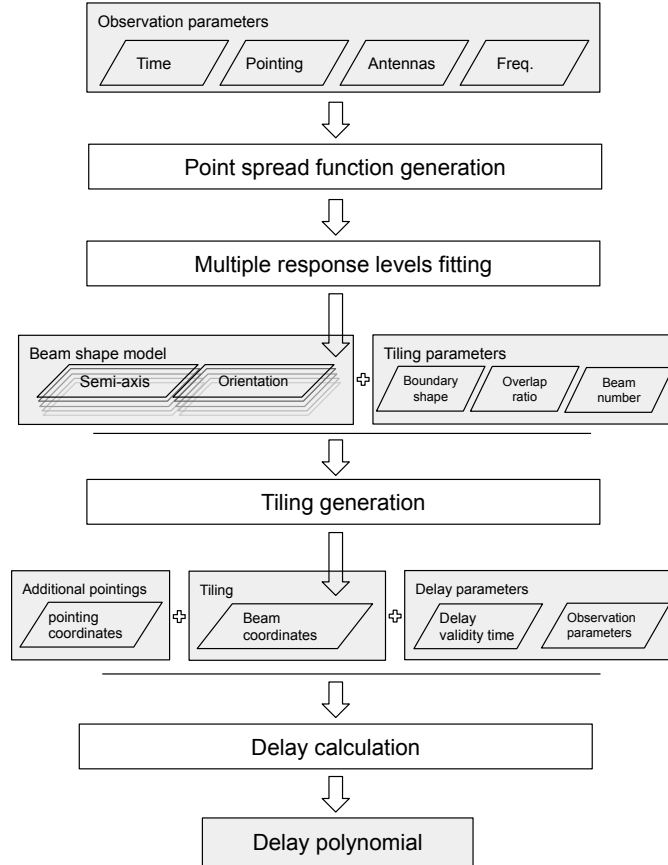 Observation parameters
Time
Pointing
Antennas
Freq.
Point spread function generation
Multiple response levels fitting
Beam shape model
Semi-axis
Orientation
Tiling parameters
Boundary
shape
Overlap
ratio
Beam
number
Tiling generation
Additional pointings
pointing
coordinates
Tiling
Beam
coordinates
Delay parameters
Delay
validity time
Observation
parameters
Delay calculation
Delay polynomial